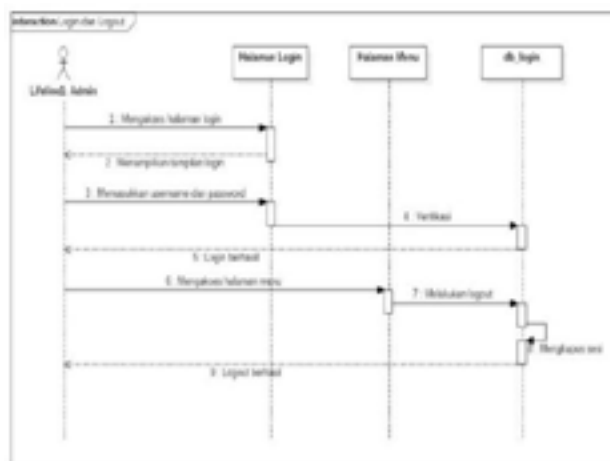 interaction Login dan Logout
Halaman Login
Halaman Menu
db_login
Admin
1 : Mengakses halaman login
2 : Menampilkan tampilan login
3 : Memasukkan username dan password
4 : Verifikasi
5 : Login berhasil
6 : Mengakses halaman menu
7 : Melakukan logout
Menghapus sesi
9 : Logout berhasil